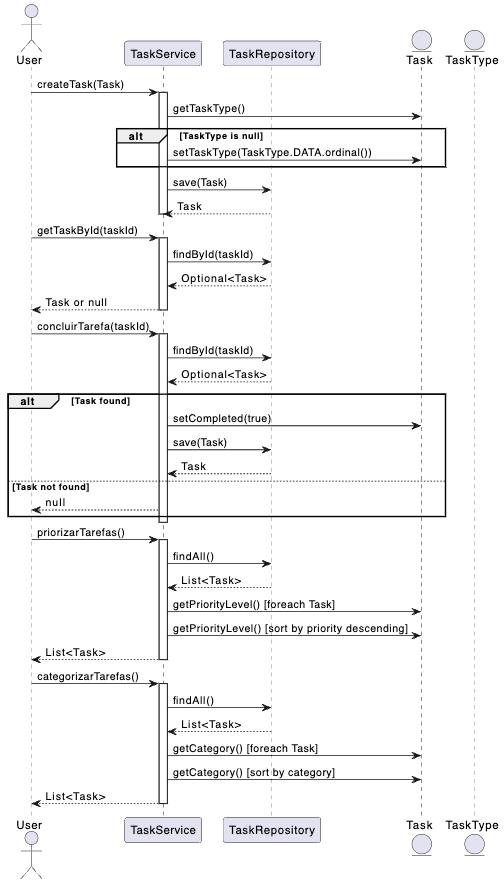 User
TaskService
TaskRepository
Task
TaskType
createTask(Task)
getTaskType()
alt [TaskType is null]
setTaskType(TaskType.DATA.ordinal())
save(Task)
Task
getTaskById(taskId)
findById(taskId)
Optional<Task>
Task or null
concluirTarefa(taskId)
findById(taskId)
Optional<Task>
alt [Task found]
setCompleted(true)
save(Task)
Task
[Task not found]
null
priorizarTarefas()
findAll()
List<Task>
getPriorityLevel() [foreach Task]
getPriorityLevel() [sort by priority descending]
List<Task>
categorizarTarefas()
findAll()
List<Task>
getCategory() [foreach Task]
getCategory() [sort by category]
List<Task>
User
TaskService
TaskRepository
Task
TaskType